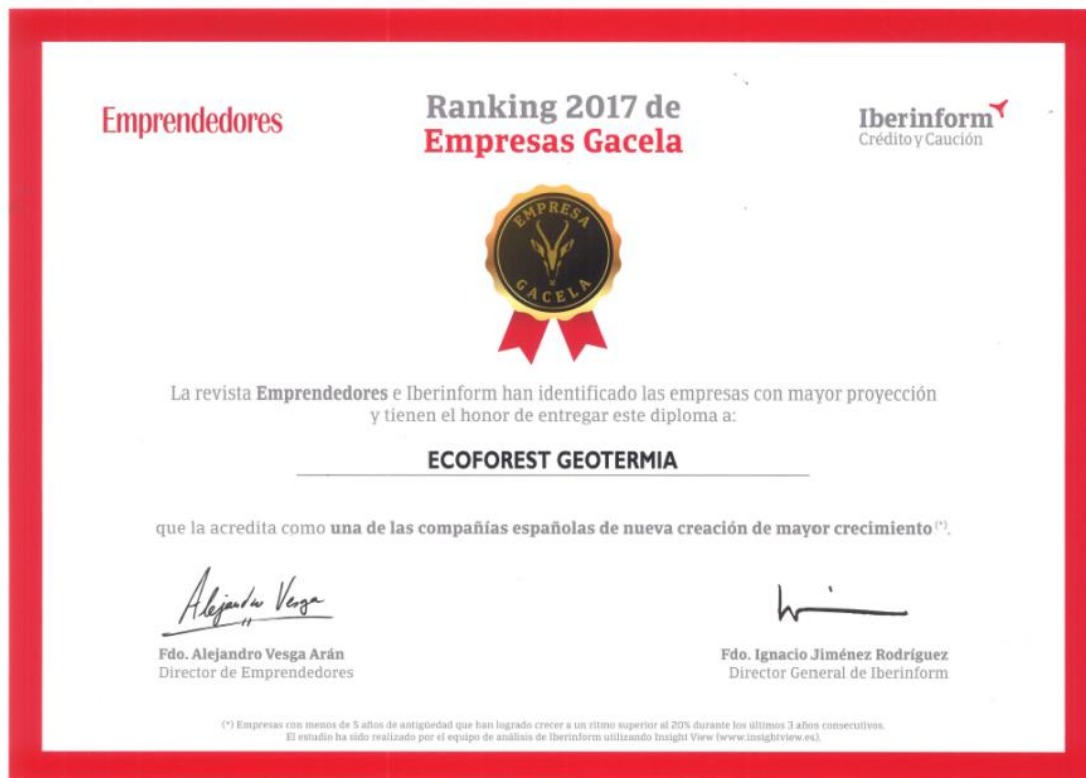 Emprendedores
Ranking 2017 de
Empresas Gacela
Iberinform
Crédito y Caución
EMPRESA
GACELA
La revista Emprendedores e Iberinform han identificado las empresas con mayor proyección
y tienen el honor de entregar este diploma a:
ECOFOREST GEOTERMIA
que la acredita como una de las compañías españolas de nueva creación de mayor crecimiento (*).
Alejandro Vesga
Fdo. Alejandro Vesga Arán
Director de Emprendedores
Fdo. Ignacio Jiménez Rodríguez
Director General de Iberinform
(*) Empresas con menos de 5 años de antigüedad que han logrado crecer a un ritmo superior al 20% durante los últimos 3 años consecutivos.
El estudio ha sido realizado por el equipo de análisis de Iberinform utilizando Insight View (www.insightview.es).